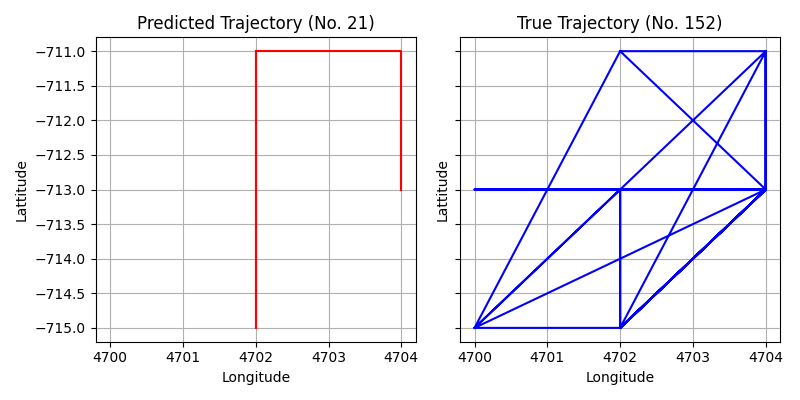 Predicted Trajectory (No. 21)
True Trajectory (No. 152)
−711.0
−711.5
−712.0
−712.5
−713.0
−713.5
−714.0
−714.5
−715.0
Lattitude
Lattitude
4700 4701 4702 4703 4704
4700 4701 4702 4703 4704
Longitude
Longitude